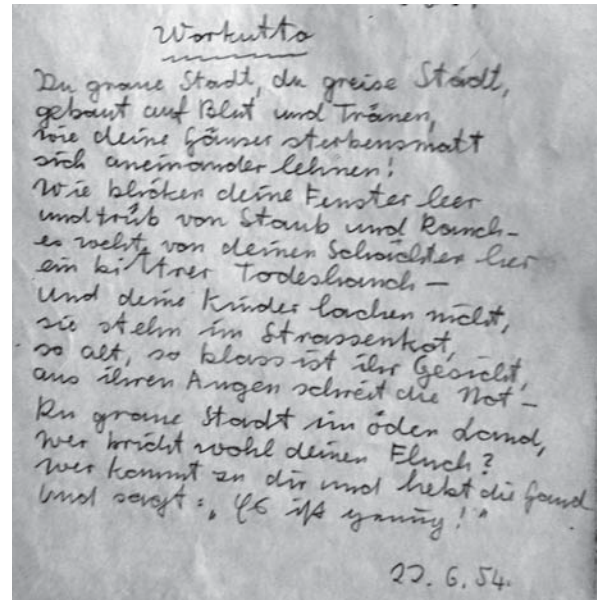 Workutta
Du graue Stadt, du greise Stadt,
gebaut auf Blut und Tränen,
wie deine Häuser sterbensmatt
sich aneinander lehnen!
Wie blicken deine Fenster leer
und trüb von Staub und Rauch –
es weht von deinen Schächten her
ein bittrer Todeshauch –
Und deine Kinder lachen nicht,
sie stehn im Strassenkot,
so alt, so blass ist ihr Gesicht,
aus ihren Augen schreit die Not –
Du graue Stadt im öden Land,
wer bricht wohl deinen Fluch?
Wer kommt zu dir und hebt die Hand
und sagt: „Es ist genug!"
22. 6. 54.